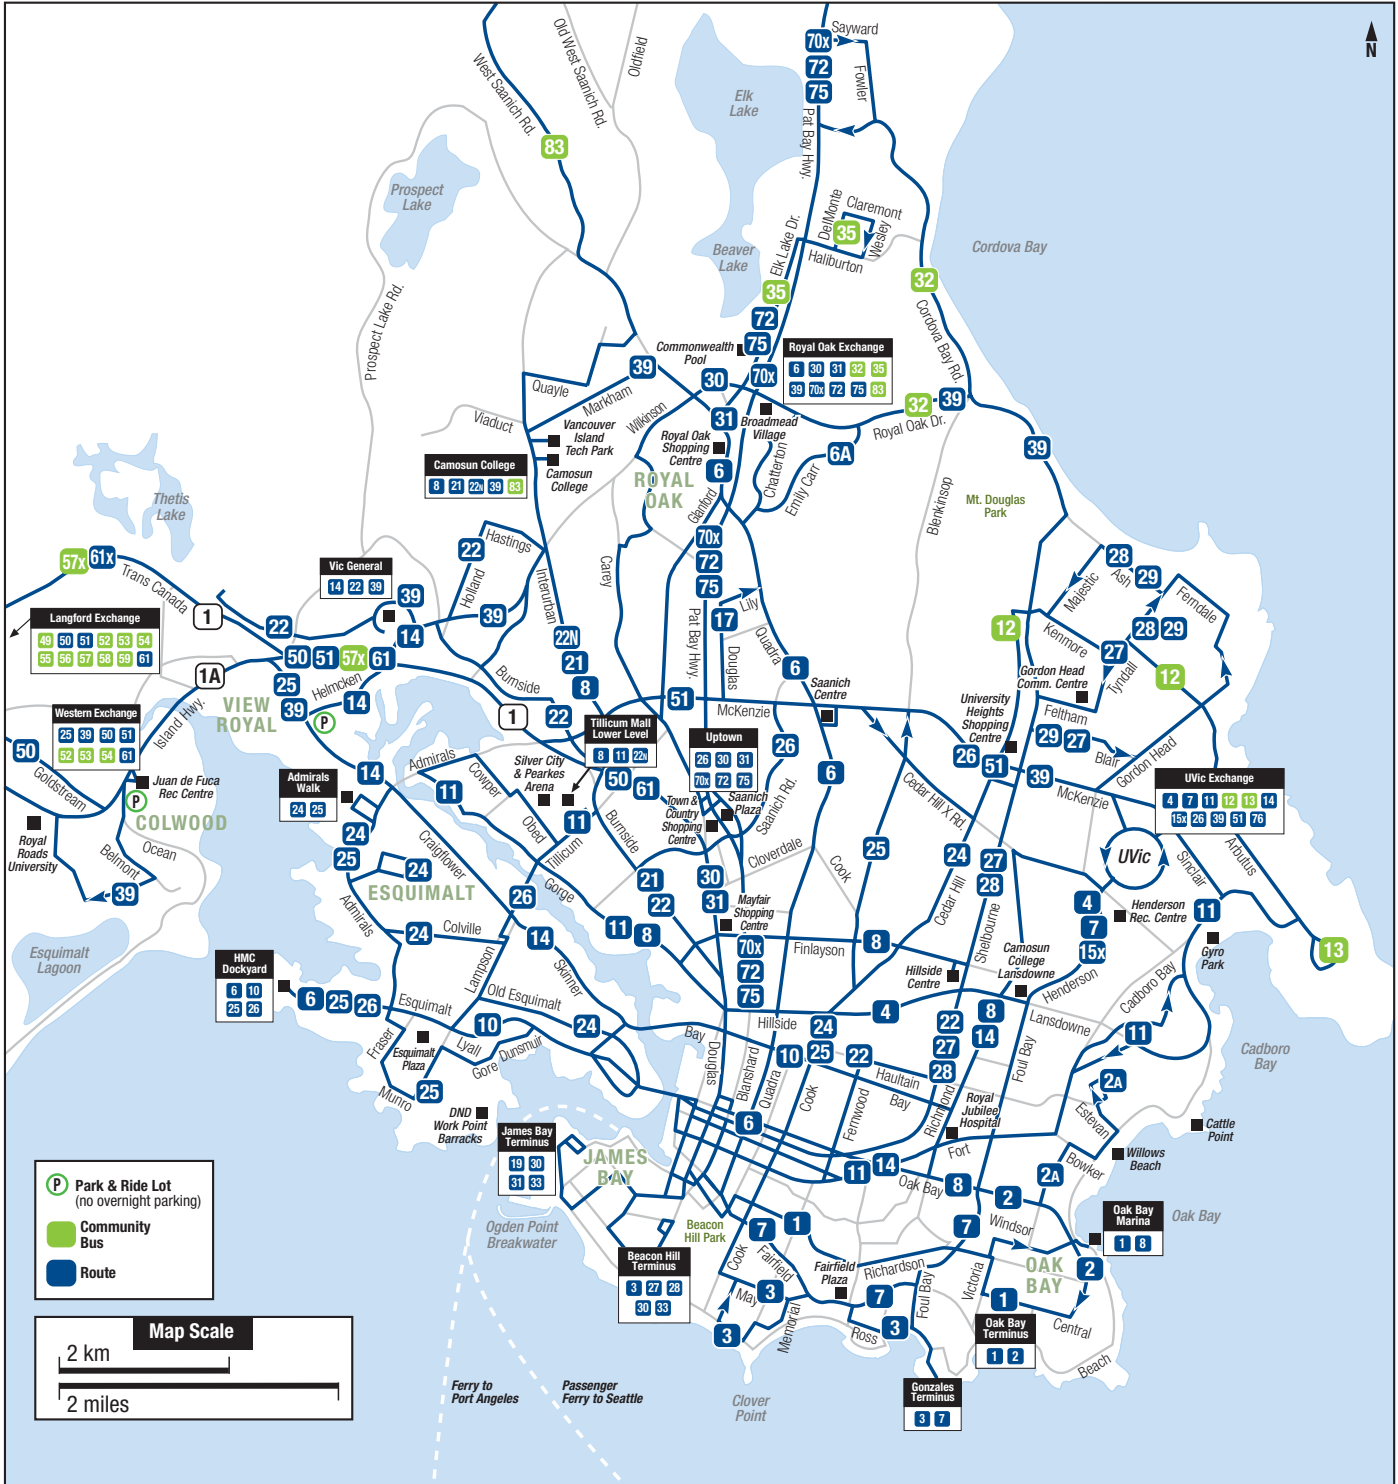 Sayward
70x
72
75
Fowler
Pat Bay Hwy.
N
Old West Saanich Rd.
Oldfield
West Saanich Rd.
83
Elk
Lake
Prospect
Lake
DelMonte
Claremont
35
Wesley
Haliburton
Elk Lake Dr.
Beaver
Lake
Cordova Bay
32
35
72
75
70x
Cordova Bay Rd.
Prospect Lake Rd.
Commonwealth
Pool
Royal Oak Exchange
6 30 31 32 35
39 70x 72 75 83
39
30
Quayle
Markham
Wilkinson
Viaduct
31
Broadmead
Village
32
39
Royal Oak Dr.
Vancouver
Island
Tech Park
Royal Oak
Shopping
Centre
6A
39
Camosun College
8 21 22N 39 83
Camosun
College
ROYAL
OAK
6
Chatterton
Emily Carr
Glanford
Blenkinsop
Mt. Douglas
Park
Thetis
Lake
Hastings
22
70x
72
75
57x
61x
Trans Canada
Vic General
14 22 39
Holland
Interurban
Carey
28
Ash
29
Majestic
Ferndale
39
39
14
Lily
17
1
Langford Exchange
49 50 51 52 53 54
55 56 57 58 59 61
22
22N
21
8
Pat Bay Hwy.
Douglas
Quadra
6
12
Kenmore
28
29
27
Tyndall
12
50
51
57x
61
1A
25
Helmcken
Burnside
Saanich
Centre
Gordon Head
Comm. Centre
VIEW
ROYAL
39
14
P
51
McKenzie
University
Heights
Shopping
Centre
Feltham
29
27
Western Exchange
25 39 50 51
52 53 54 61
Island Hwy.
1
22
Tillicum Mall
Lower Level
8 11 22N
Uptown
26 30 31
70x 72 75
26
26
51
39
Blair
Gordon Head
McKenzie
50
Goldstream
Juan de Fuca
Rec Centre
P
COLWOOD
Admirals
Walk
24 25
14
Admirals
11
Cowper
Silver City
& Pearkes
Arena
50
61
6
Cedar Hill X Rd.
UVic Exchange
4 7 11 12 13 14
15x 26 39 51 76
Royal
Roads
University
Belmont
Ocean
39
Town &
Country
Shopping
Centre
Saanich
Plaza
Saanich Rd.
Obed
11
Tillicum
Burnside
Cloverdale
Cook
25
24
27
28
UVic
Sinclair
Arbutus
24
25
24
Craigflower
ESQUIMALT
Gorge
26
21
22
30
31
Mayfair
Shopping
Centre
Cedar Hill
Shelbourne
4
7
15x
Henderson
Rec. Centre
11
Gyro
Park
13
Admirals
24
Colville
14
11
8
70x
72
75
Finlayson
8
Camosun
College
Lansdowne
Hillside
Centre
Henderson
Cadboro Bay
Esquimalt
Lagoon
HMC
Dockyard
6 10
25 26
6
25
26
Lampson
Skinner
Esquimalt
Old Esquimalt
10
24
Hillside
24
25
4
8
Lansdowne
22
14
27
28
11
Cadboro
Bay
Fraser
Esquimalt
Plaza
Lyall
Gore
Dunsmuir
Munro
25
Bay
Douglas
Blanshard
Quadra
10
22
Haultain
Cook
Bay
Fernwood
Richmond
Foul Bay
2A
Estevan
Royal
Jubilee
Hospital
DND
Work Point
Barracks
6
Cattle
Point
Willows
Beach
James Bay
Terminus
19 30
31 33
JAMES
BAY
Fort
Bowker
11
14
Oak Bay
8
2
2A
P
Park & Ride Lot
(no overnight parking)
Community
Bus
Route
Ogden Point
Breakwater
Beacon
Hill Park
7
1
7
Windsor
Oak Bay
Marina
1 8
Oak Bay
Beacon Hill
Terminus
3 27 28
30 33
Cook
Fairfield
Fairfield
Plaza
Richardson
OAK
BAY
2
May
3
7
Foul Bay
Victoria
1
Central
Memorial
Ross
3
3
Oak Bay
Terminus
1 2
Beach
Map Scale
2 km
2 miles
Ferry to
Port Angeles
Passenger
Ferry to Seattle
Clover
Point
Gonzales
Terminus
3 7